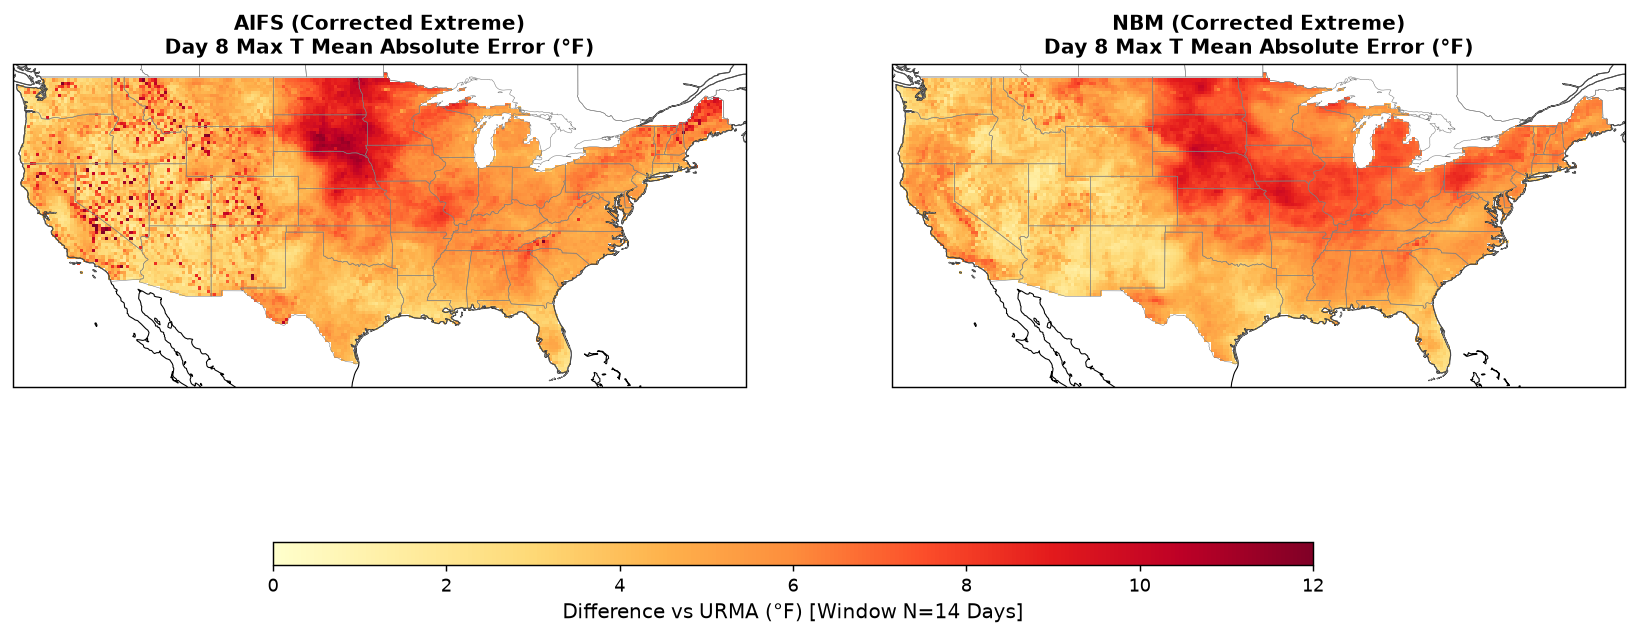 AIFS (Corrected Extreme)
Day 8 Max T Mean Absolute Error (°F)
NBM (Corrected Extreme)
Day 8 Max T Mean Absolute Error (°F)
0 2 4 6 8 10 12
Difference vs URMA (°F) [Window N=14 Days]